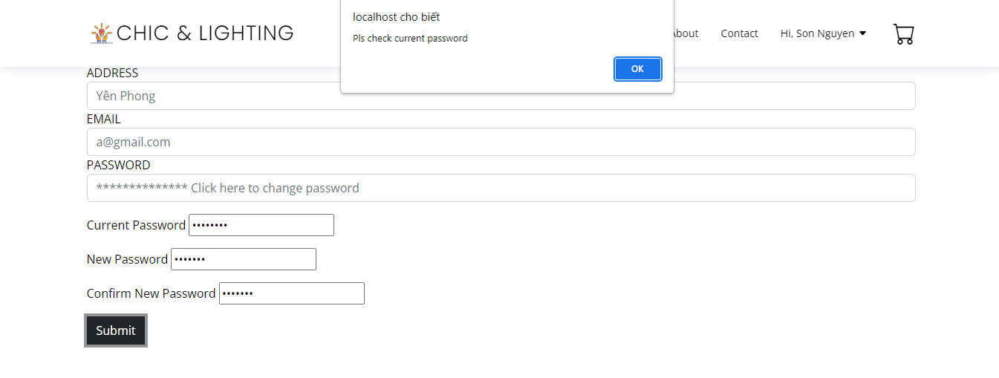 localhost cho biết
Pls check current password
OK
CHIC & LIGHTING
About Contact Hi, Son Nguyen
ADDRESS
Yên Phong
EMAIL
a@gmail.com
PASSWORD
************** Click here to change password
Current Password ••••••••
New Password •••••••
Confirm New Password •••••••
Submit